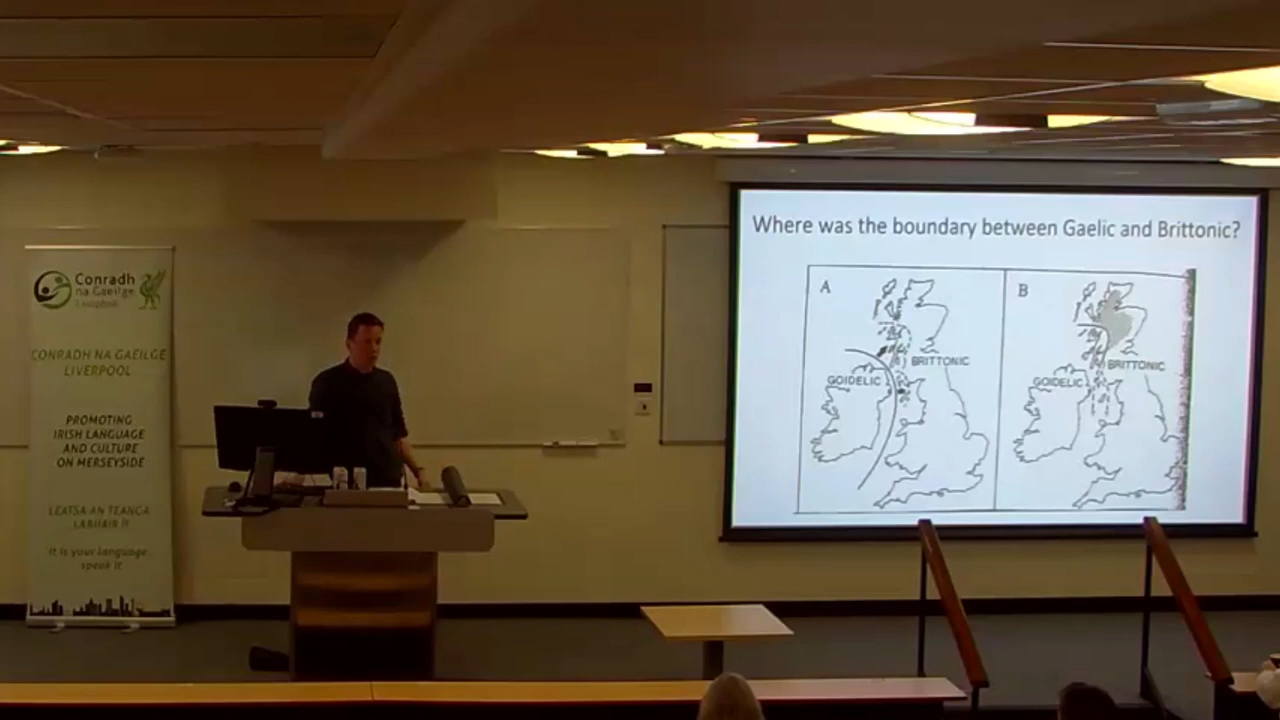 Conradh
na Gaeilge
Liverpool
CONRADH NA GAEILGE
LIVERPOOL
PROMOTING
IRISH LANGUAGE
AND CULTURE
ON MERSEYSIDE
LEATSA AN TEANGA
LABHAIR Í!
it is your language
speak it
Where was the boundary between Gaelic and Brittonic?
A
BRITTONIC
GOIDELIC
B
BRITTONIC
GOIDELIC